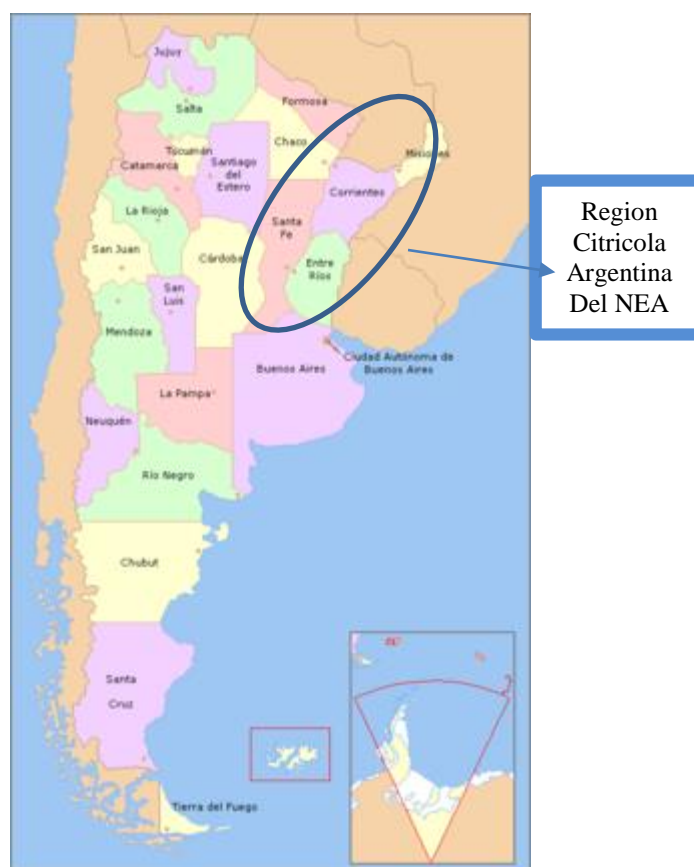 Jujuy
Salta
Formosa
Chaco
Tucumán
Catamarca
Santiago
del
Estero
Misiones
Corrientes
La Rioja
Santa
Fe
San Juan
Córdoba
Entre
Ríos
San
Luis
Mendoza
Ciudad Autónoma de
Buenos Aires
Buenos Aires
La Pampa
Neuquén
Río Negro
Chubut
Santa
Cruz
Tierra del Fuego
Region
Citricola
Argentina
Del NEA